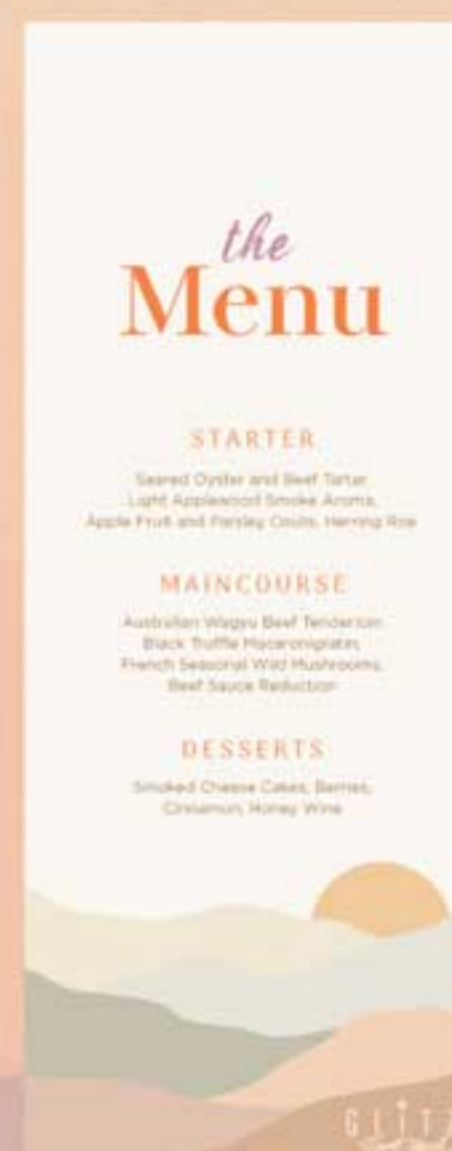 the
Menu
STARTER
Seared Oyster and Beef Tartar,
Light Applewood Smoke Aroma,
Apple Fruit and Parsley Coulis, Herring Roe
MAINCOURSE
Australian Wagyu Beef Tenderloin
Black Truffle Macaronigratin,
French Seasonal Wild Mushrooms,
Beef Sauce Reduction
DESSERTS
Smoked Cheese Cakes, Berries,
Cinnamon, Honey Wine